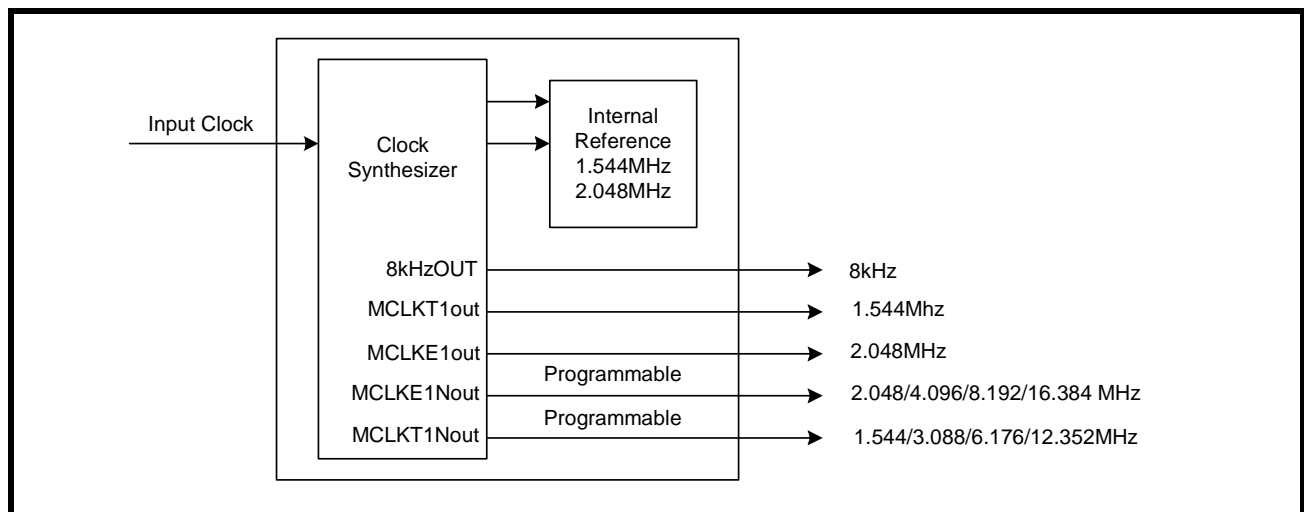 Input Clock
Clock
Synthesizer
Internal
Reference
1.544MHz
2.048MHz
8kHzOUT
8kHz
MCLKT1out
1.544Mhz
MCLKE1out
2.048MHz
MCLKE1Nout
Programmable
2.048/4.096/8.192/16.384 MHz
MCLKT1Nout
Programmable
1.544/3.088/6.176/12.352MHz